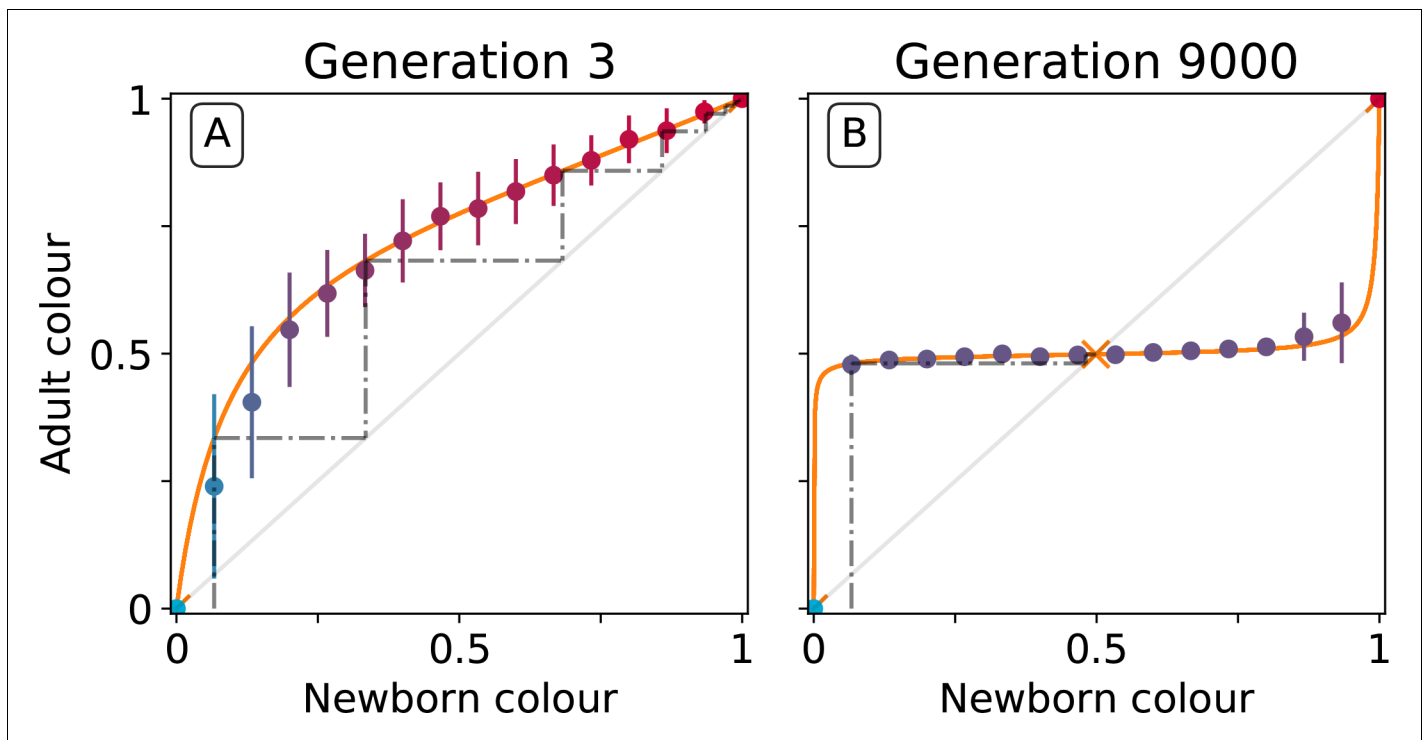 Generation 3
Generation 9000
A
B
1
0.5
0
Adult colour
0
0.5
1
0
0.5
1
Newborn colour
Newborn colour